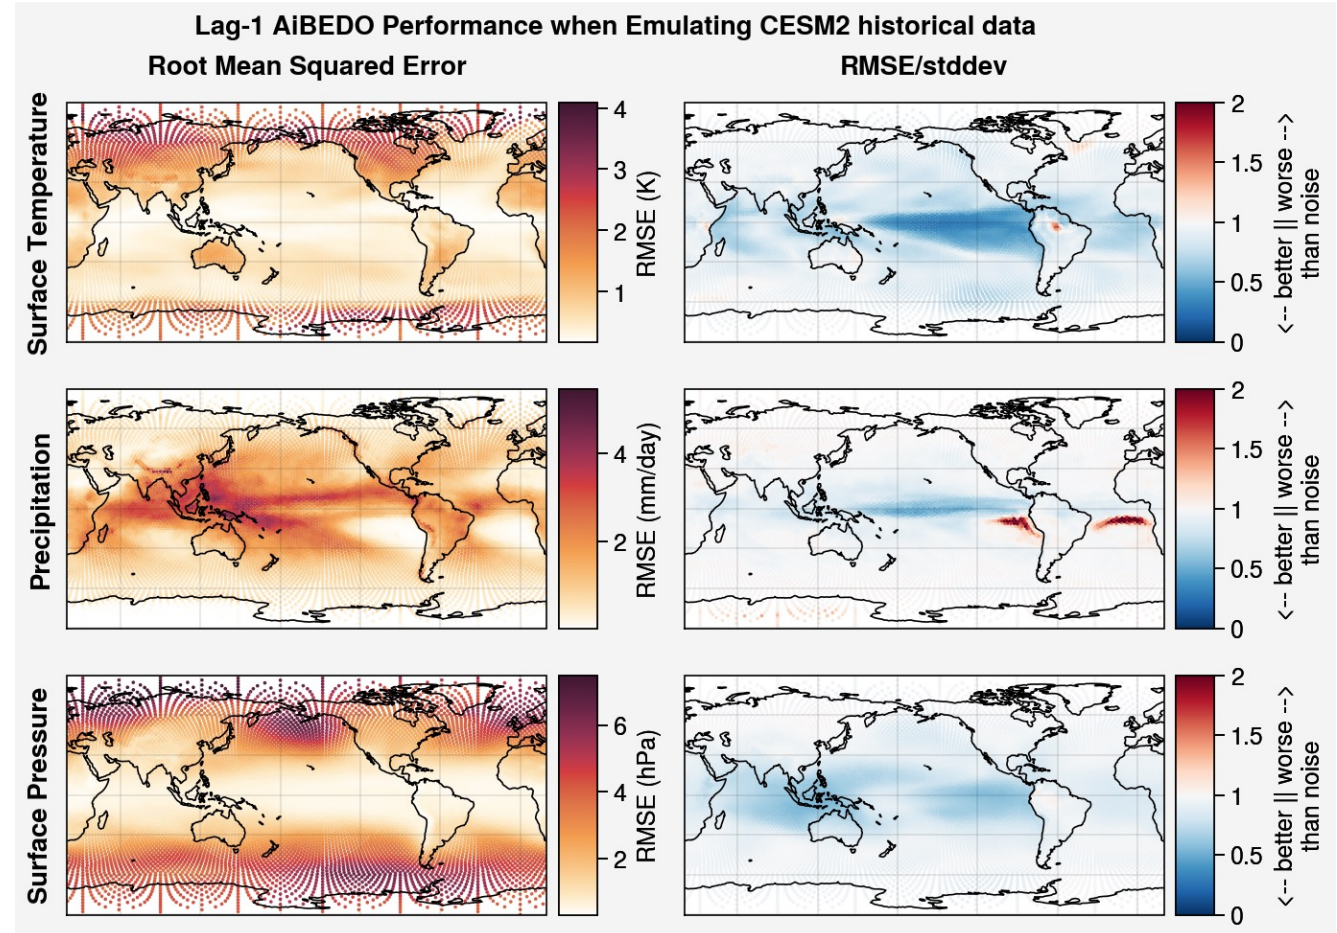 Lag-1 AiBEDO Performance when Emulating CESM2 historical data
Root Mean Squared Error
RMSE/stddev
Surface Temperature
4
3
2
1
RMSE (K)
2
1.5
1
0.5
0
<-- better || worse -->
than noise
Precipitation
4
2
RMSE (mm/day)
2
1.5
1
0.5
0
<-- better || worse -->
than noise
Surface Pressure
6
4
2
RMSE (hPa)
2
1.5
1
0.5
0
<-- better || worse -->
than noise